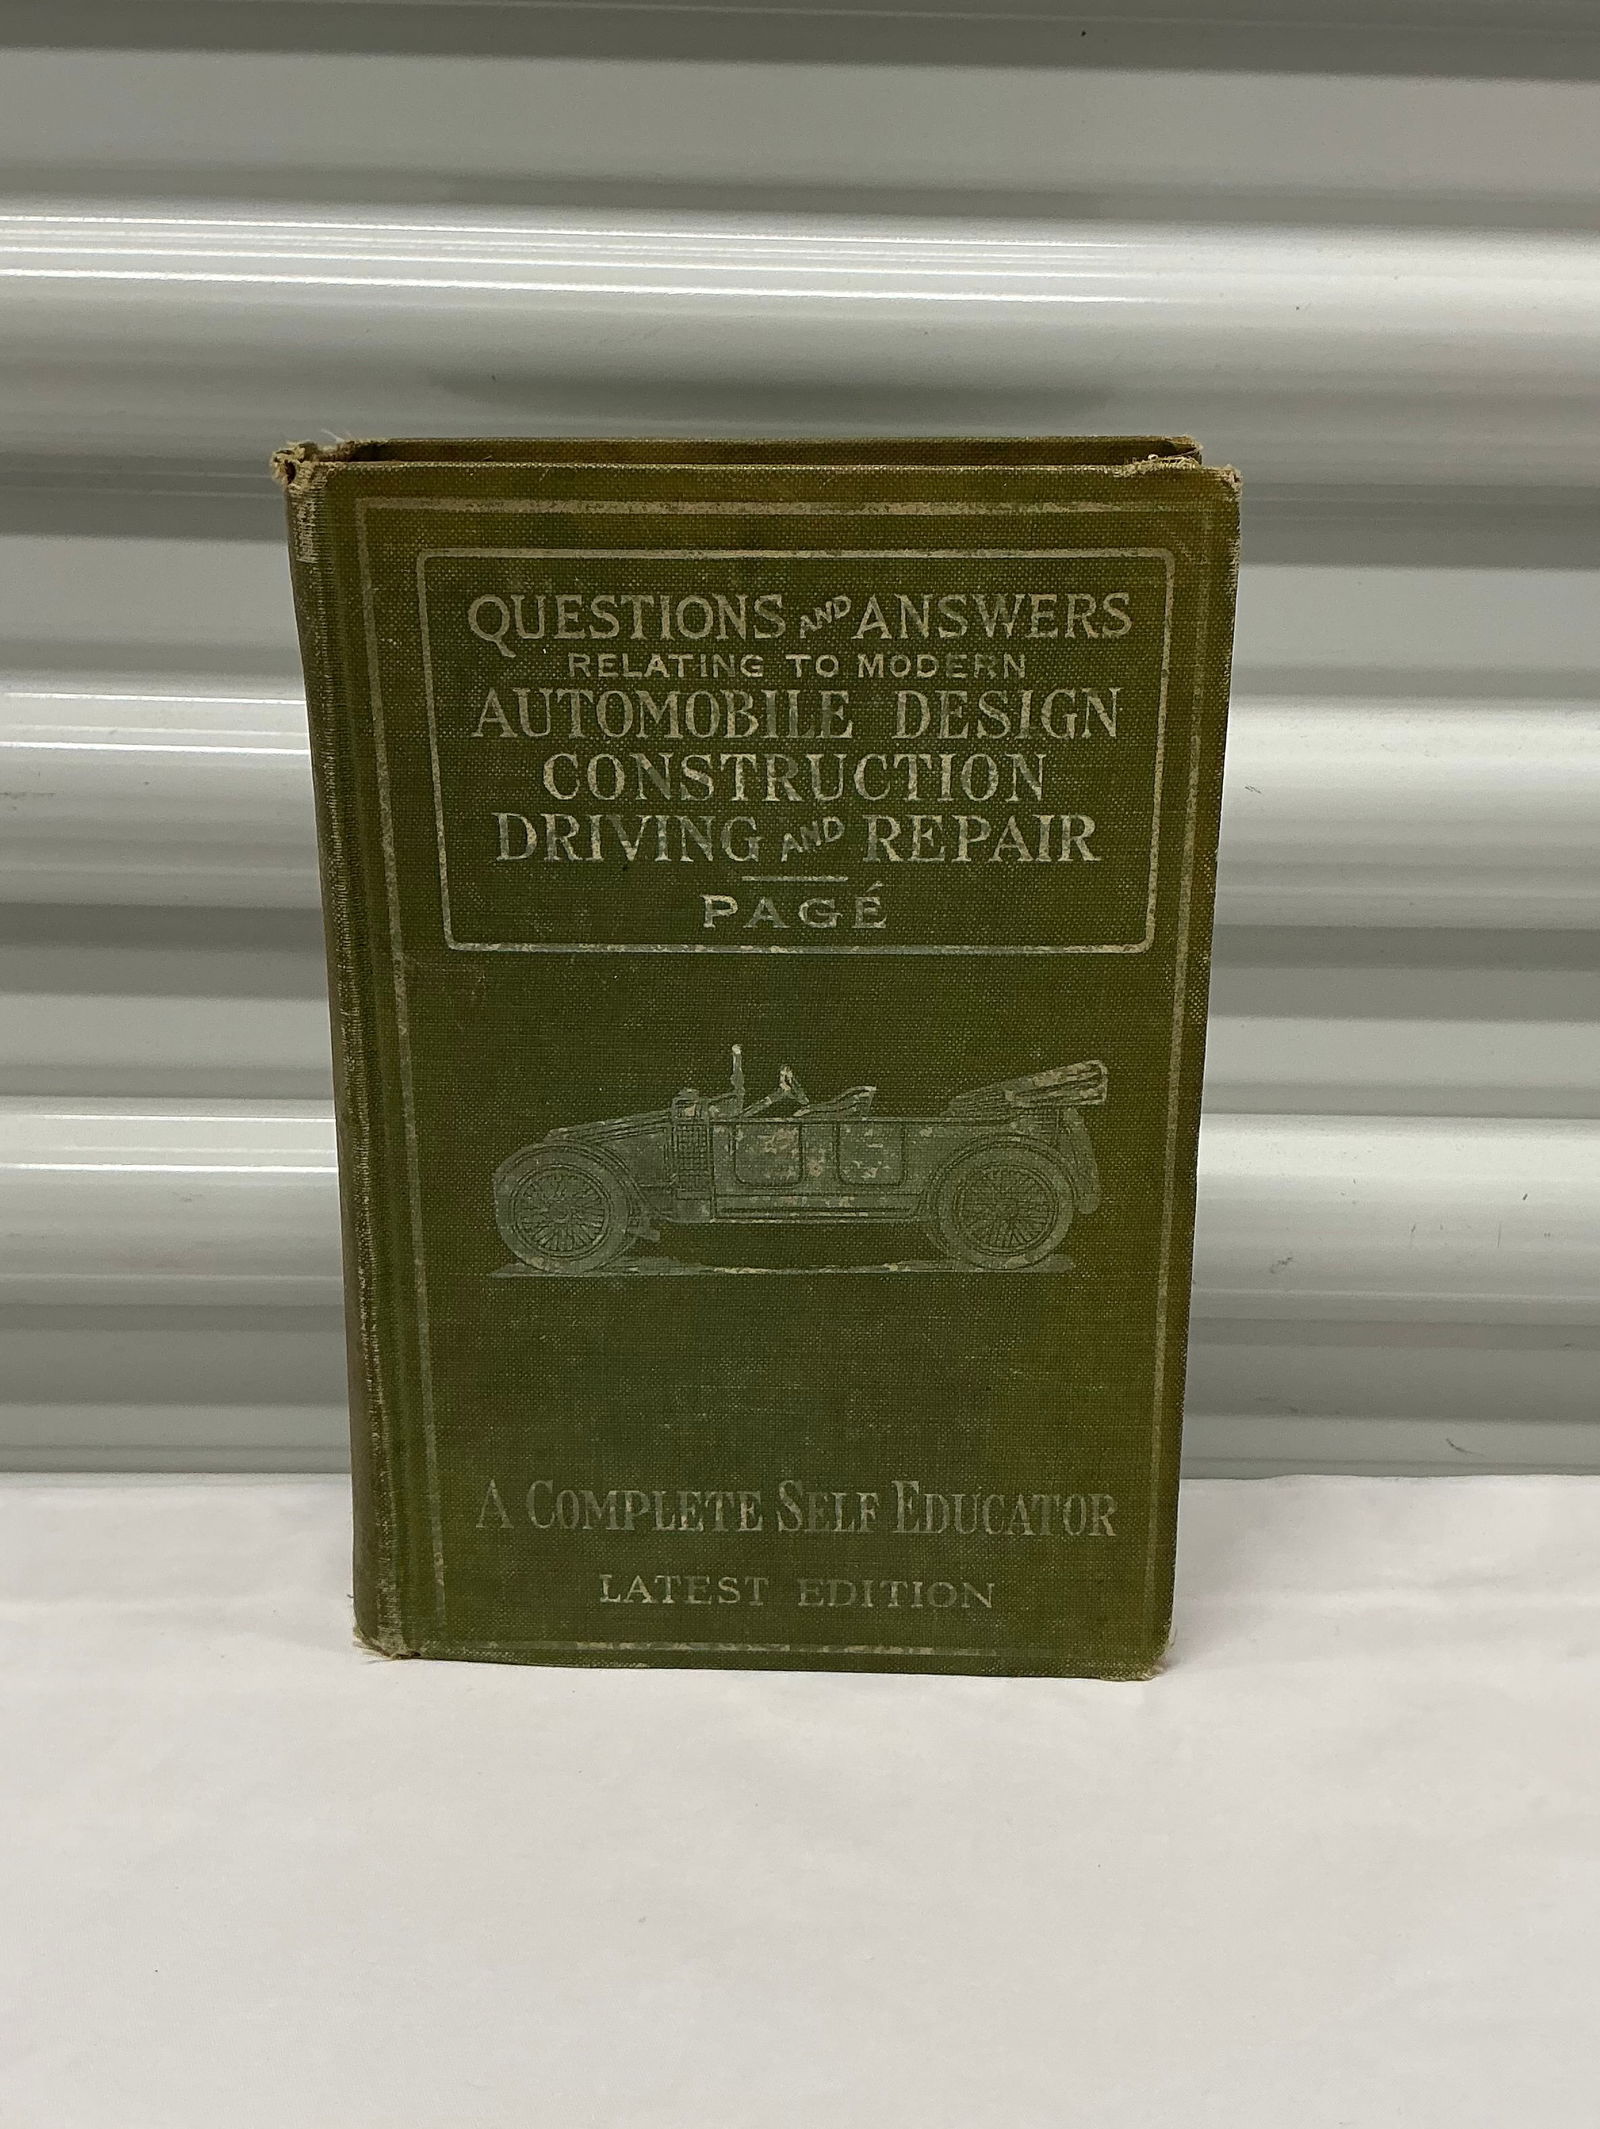 QUESTIONS AND ANSWERS
RELATING TO MODERN
AUTOMOBILE DESIGN
CONSTRUCTION
DRIVING AND REPAIR
PAGÉ
A COMPLETE SELF EDUCATOR
LATEST EDITION